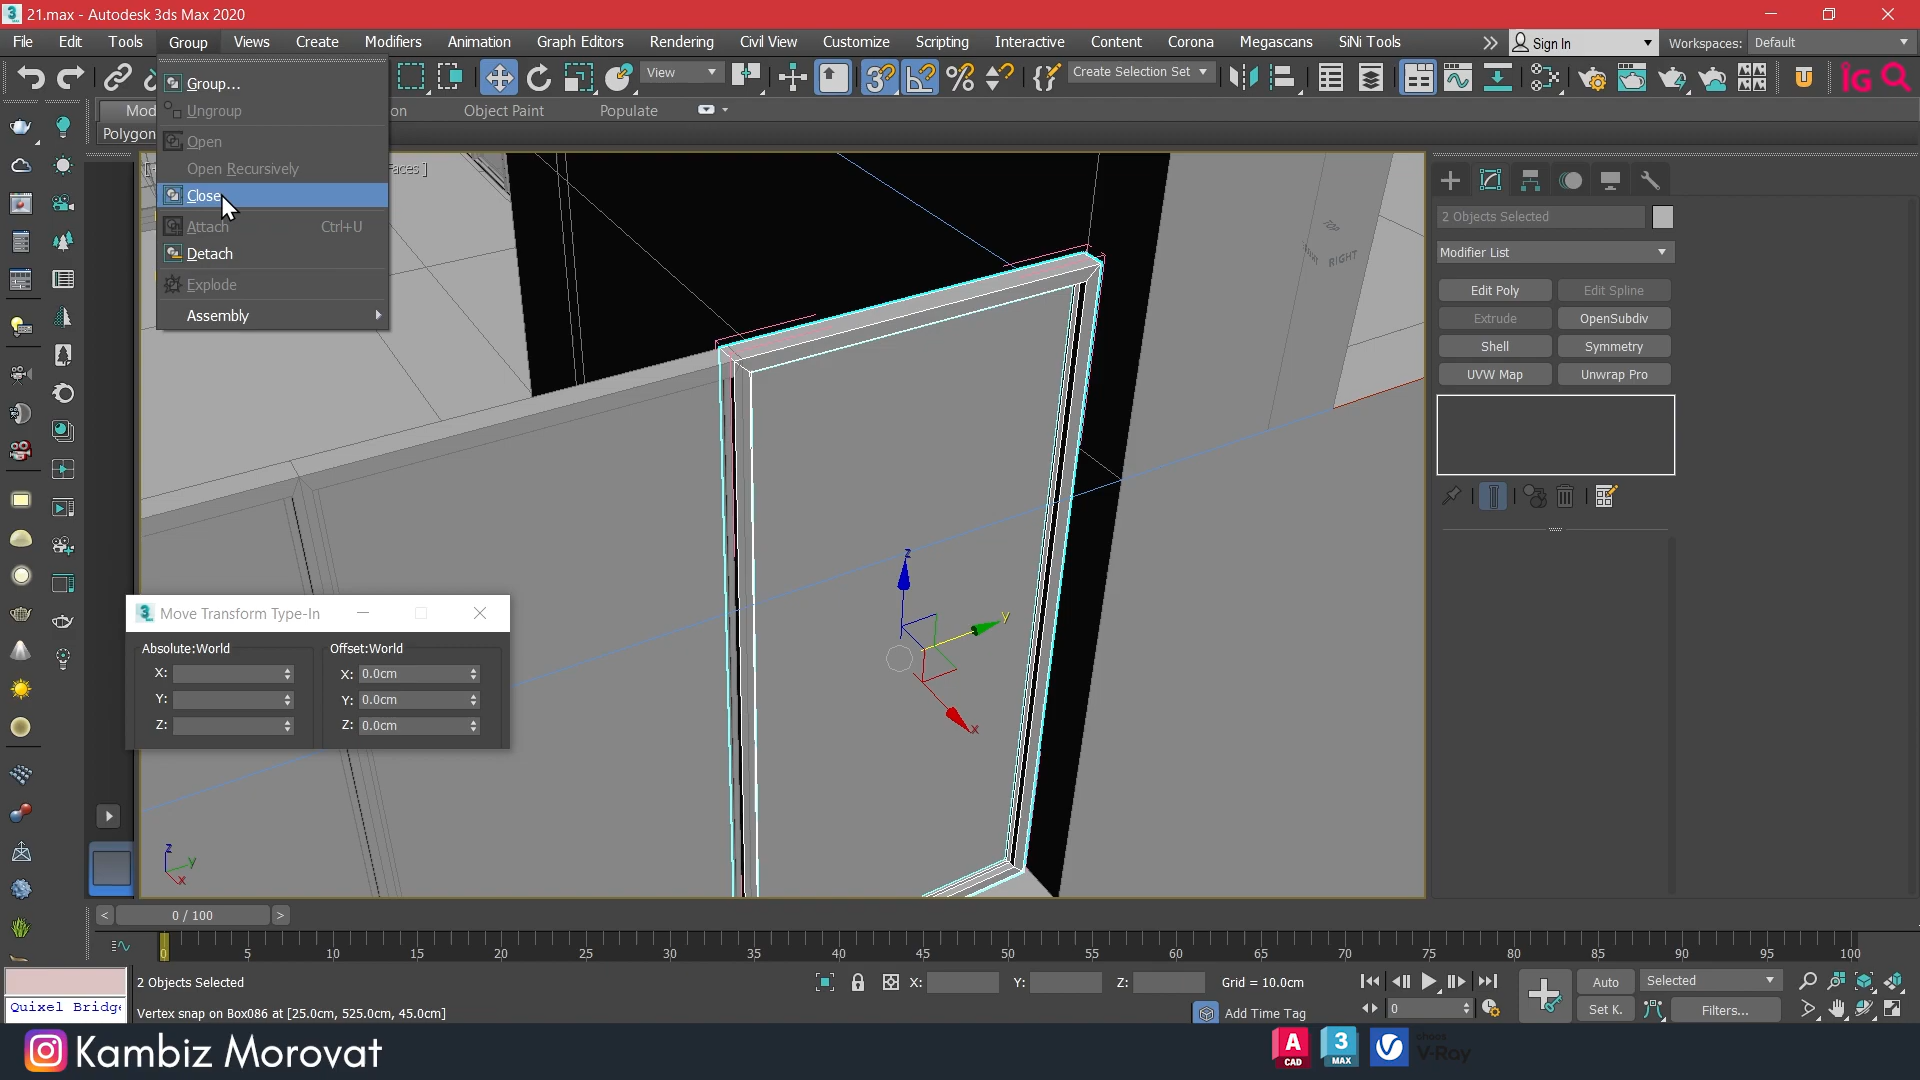 21.max - Autodesk 3ds Max 2020
File Edit Tools Group Views Create Modifiers Animation Graph Editors Rendering Civil View Customize Scripting Interactive Content Corona Megascans SiNi Tools
Sign In
Workspaces: Default
View
Create Selection Set
Object Paint
Populate
Polygon
Group...
Ungroup
Open
Open Recursively
Close
Attach Ctrl+U
Detach
Explode
Assembly
TOP
RIGHT
2 Objects Selected
Modifier List
Edit Poly Edit Spline
Extrude OpenSubdiv
Shell Symmetry
UVW Map Unwrap Pro
z
y
x
Move Transform Type-In
Absolute:World Offset:World
X: X: 0.0cm
Y: Y: 0.0cm
Z: Z: 0.0cm
z
y
x
< 0 / 100 >
0 5 10 15 20 25 30 35 40 45 50 55 60 65 70 75 80 85 90 95 100
2 Objects Selected
X: Y: Z: Grid = 10.0cm
Auto Selected
Quixel Bridge
Vertex snap on Box086 at [25.0cm, 525.0cm, 45.0cm]
Add Time Tag
0
Set K. Filters...
Kambiz Morovat
A CAD
3 MAX
chaos
V-Ray